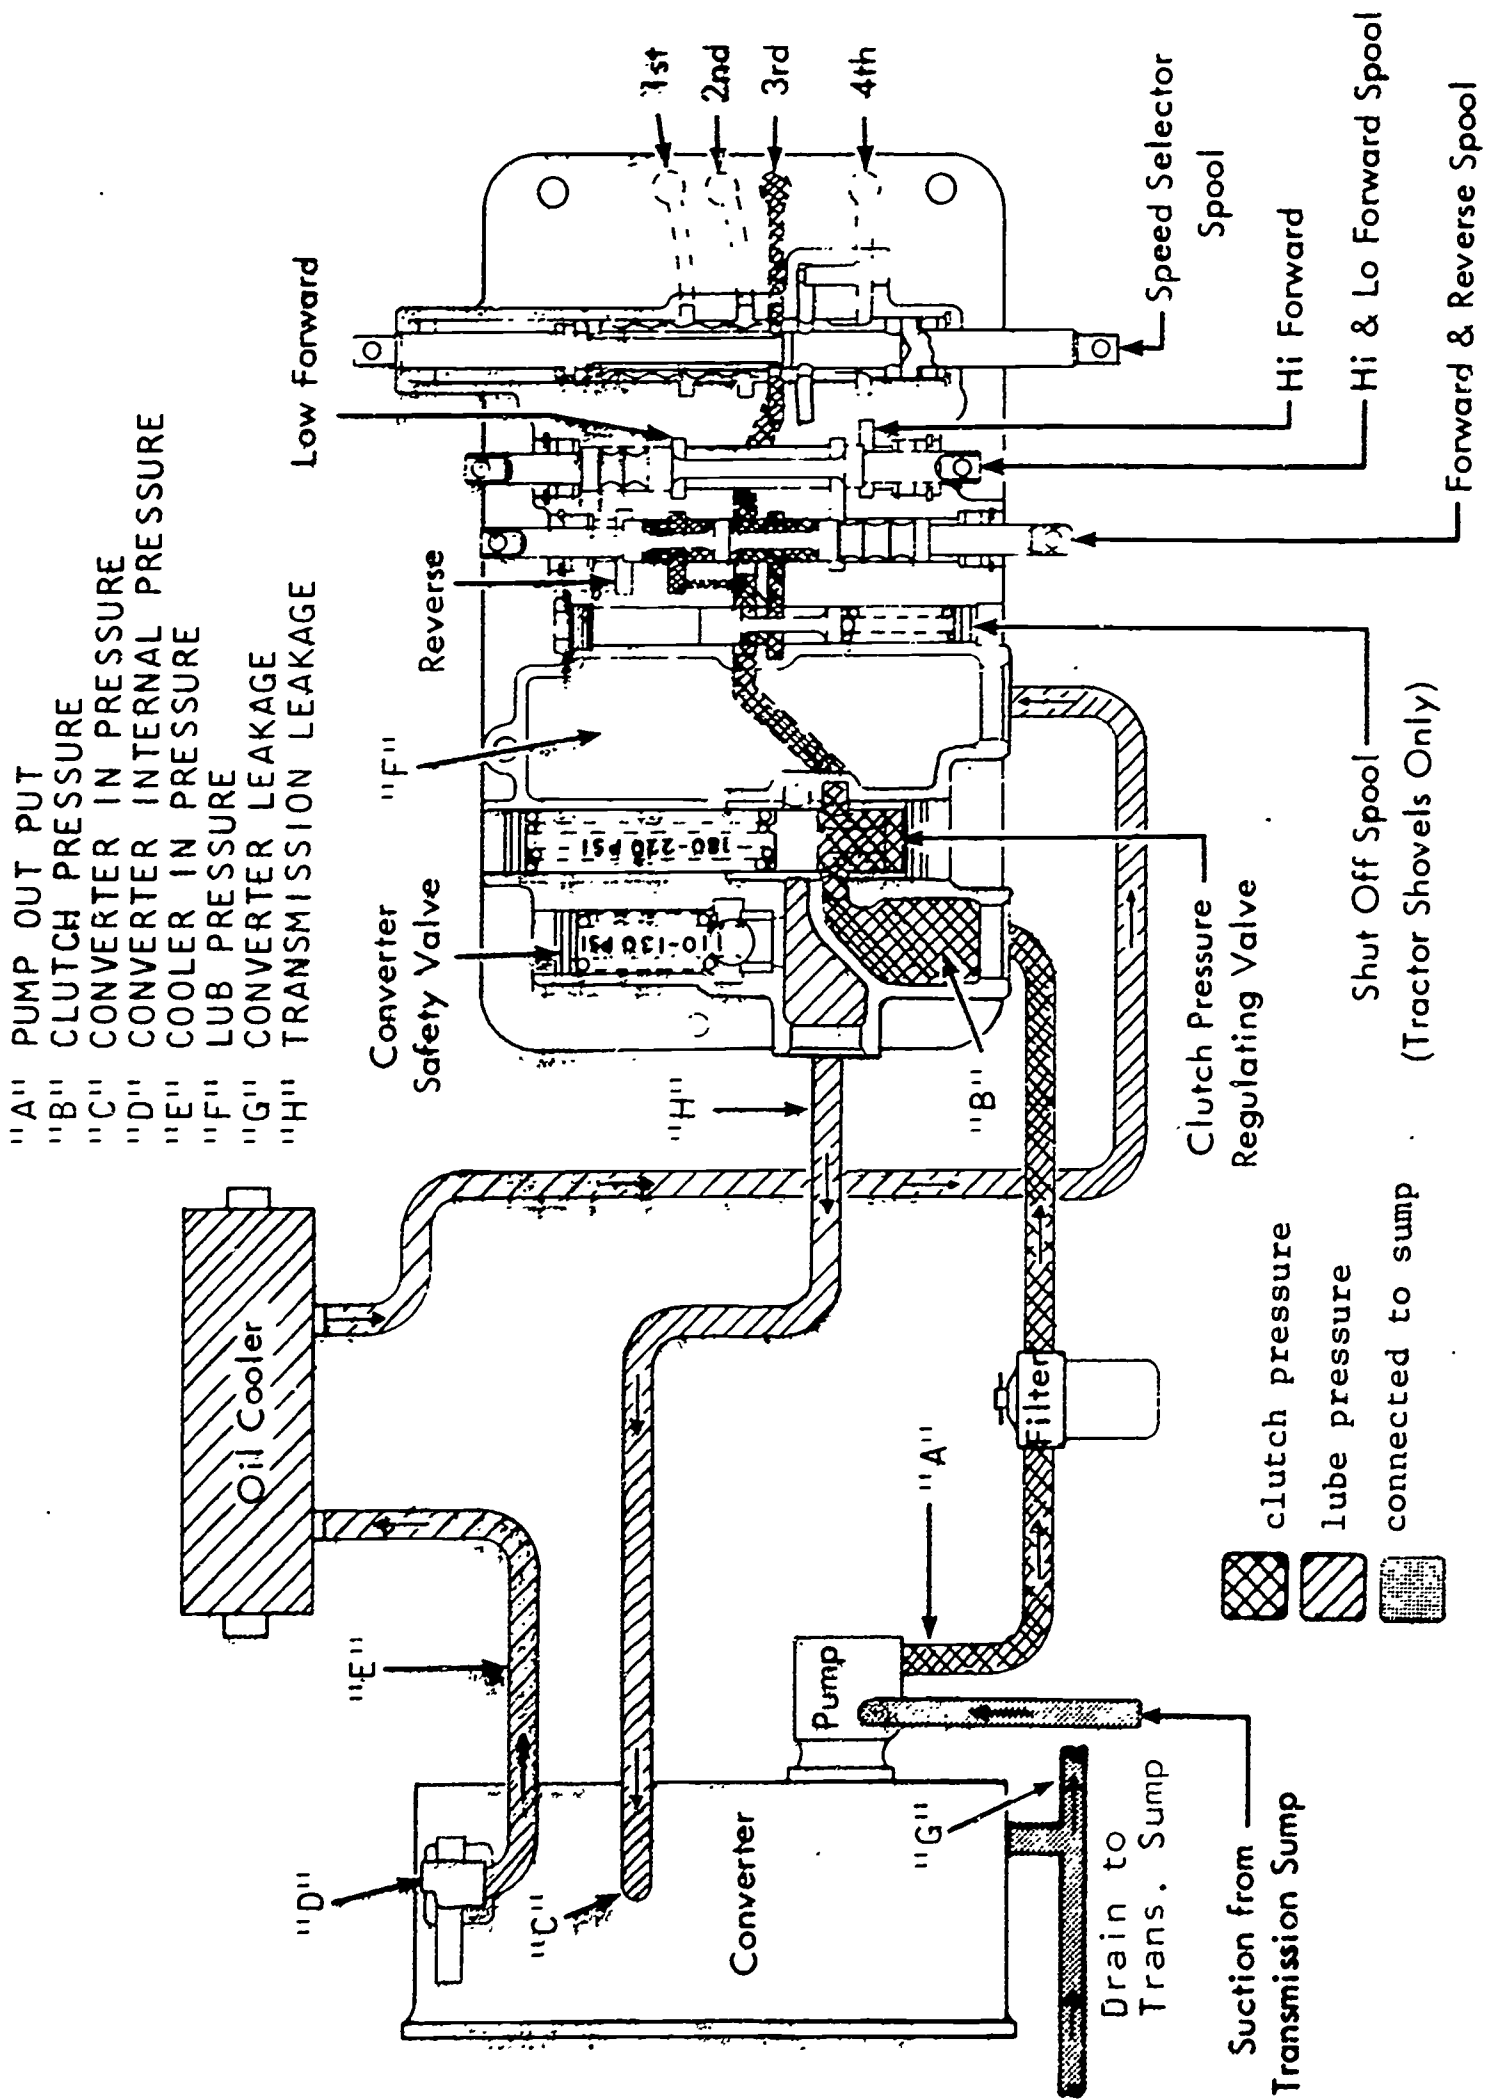 "A" PUMP OUT PUT
"B" CLUTCH PRESSURE
"C" CONVERTER IN PRESSURE
"D" CONVERTER INTERNAL PRESSURE
"E" COOLER IN PRESSURE
"F" LUB PRESSURE
"G" CONVERTER LEAKAGE
"H" TRANSMISSION LEAKAGE
Oil Cooler
"D"
"E"
"C"
Converter
"G"
Drain to
Trans. Sump
Suction from
Transmission Sump
Pump
"A"
Filter
"H"
"B"
Converter
Safety Valve
10-130 PSI
180-220 PSI
"F"
Reverse
Low Forward
1st
2nd
3rd
4th
Speed Selector
Spool
Hi Forward
Hi & Lo Forward Spool
Forward & Reverse Spool
Shut Off Spool
(Tractor Shovels Only)
Clutch Pressure
Regulating Valve
clutch pressure
lube pressure
connected to sump